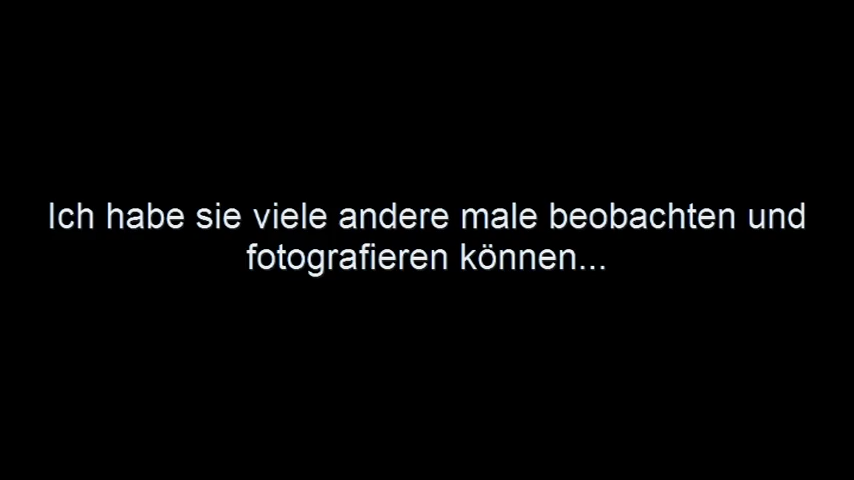 Ich habe sie viele andere male beobachten und
fotografieren können...